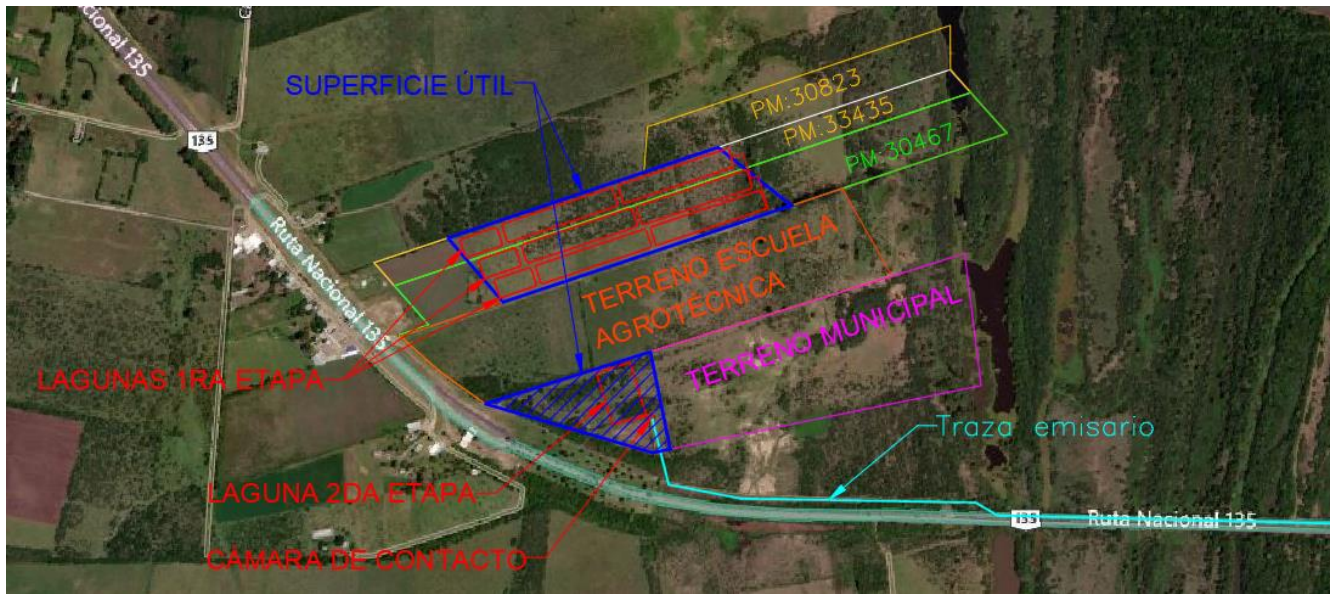 cional 135
135
SUPERFICIE ÚTIL
PM:30823
PM:33435
PM:30467
Ruta Nacional 135
TERRENO ESCUELA
AGROTÉCNICA
TERRENO MUNICIPAL
LAGUNAS 1RA ETAPA
Traza emisario
LAGUNA 2DA ETAPA
CÁMARA DE CONTACTO
135
Ruta Nacional 135